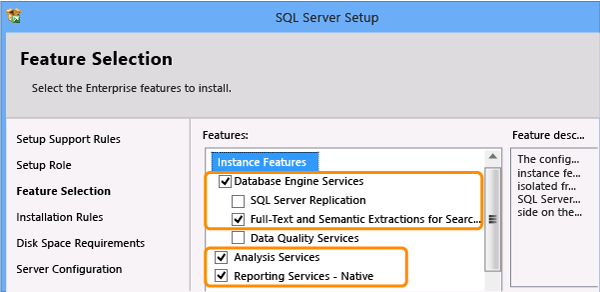 SQL Server Setup
Feature Selection
Select the Enterprise features to install.
Setup Support Rules
Setup Role
Feature Selection
Installation Rules
Disk Space Requirements
Server Configuration
Features:
Instance Features
Database Engine Services
SQL Server Replication
Full-Text and Semantic Extractions for Searc...
Data Quality Services
Analysis Services
Reporting Services - Native
Feature desc...
The config...
instance fe...
isolated fr...
SQL Server...
side on the...